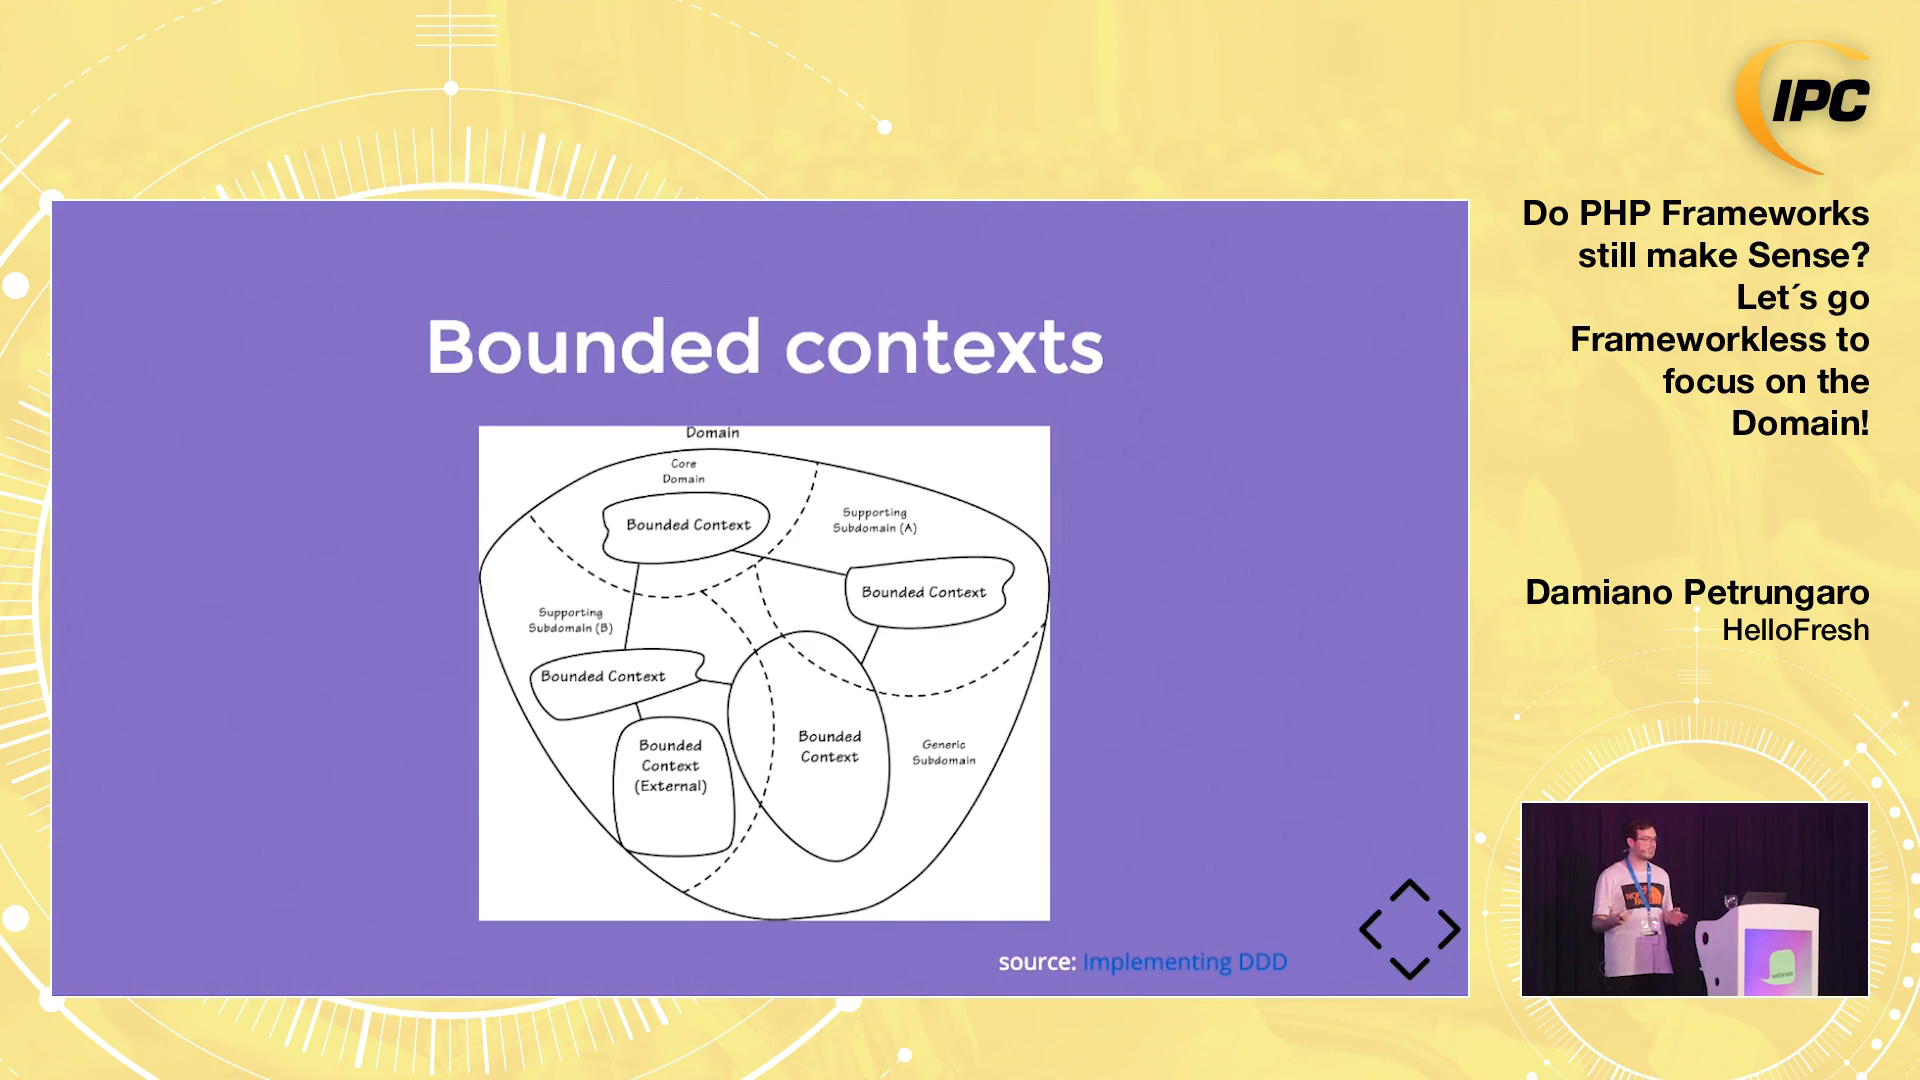 IPC
Do PHP Frameworks
still make Sense?
Let´s go
Frameworkless to
focus on the
Domain!
Damiano Petrungaro
HelloFresh
Bounded contexts
Domain
Core
Domain
Bounded Context
Supporting
Subdomain (A)
Bounded Context
Supporting
Subdomain (B)
Bounded Context
Bounded
Context
(External)
Bounded
Context
Generic
Subdomain
source: Implementing DDD
webinale